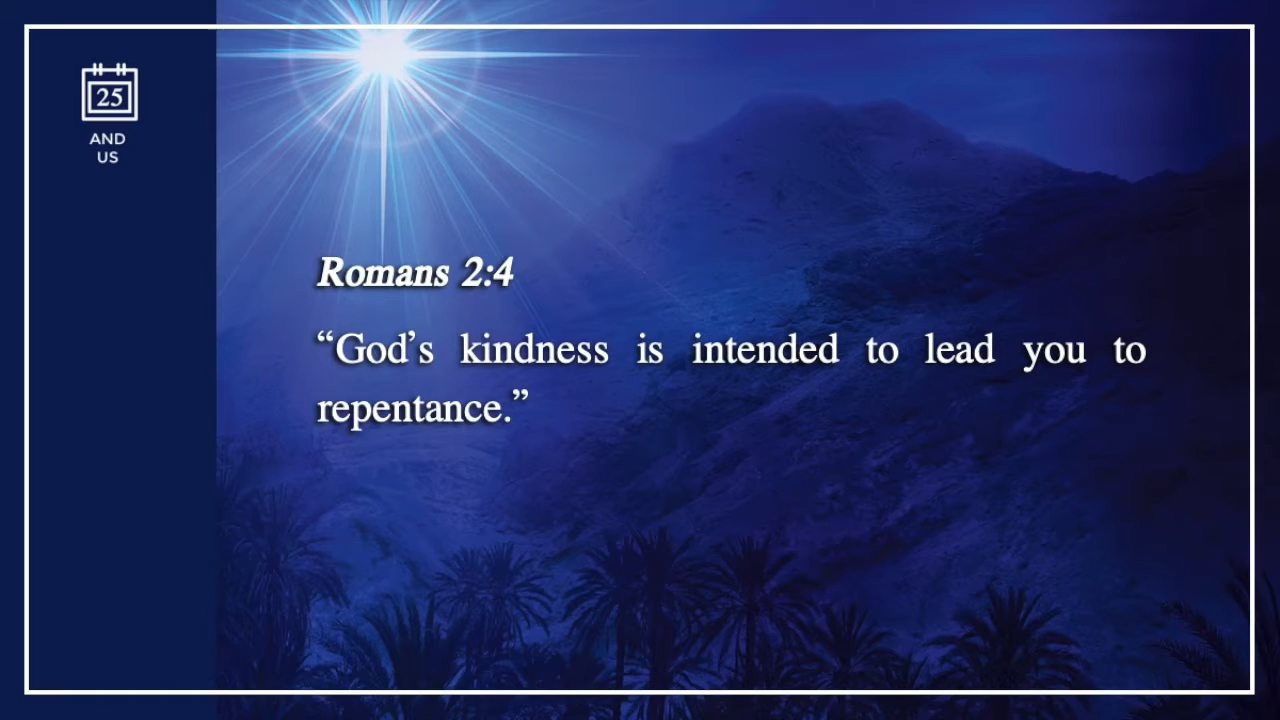 25
AND
US
Romans 2:4
“God’s kindness is intended to lead you to
repentance.”